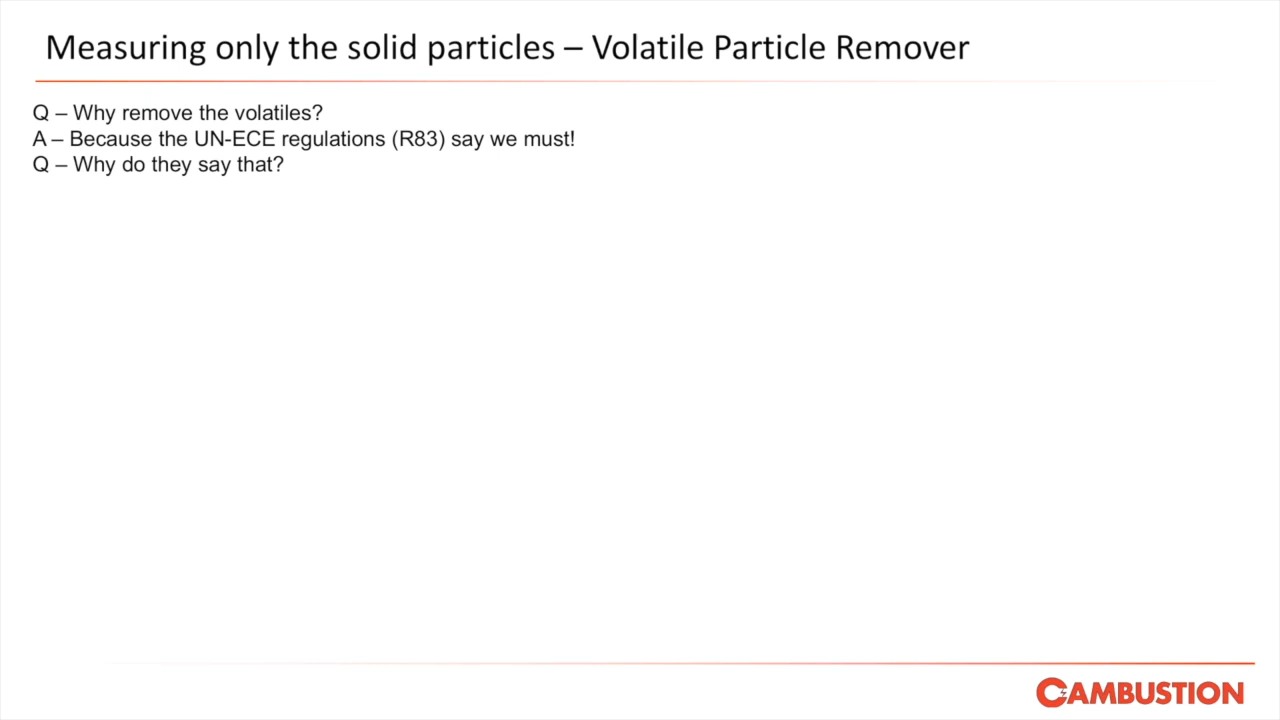 Measuring only the solid particles – Volatile Particle Remover
Q – Why remove the volatiles?
A – Because the UN-ECE regulations (R83) say we must!
Q – Why do they say that?
CAMBUSTION